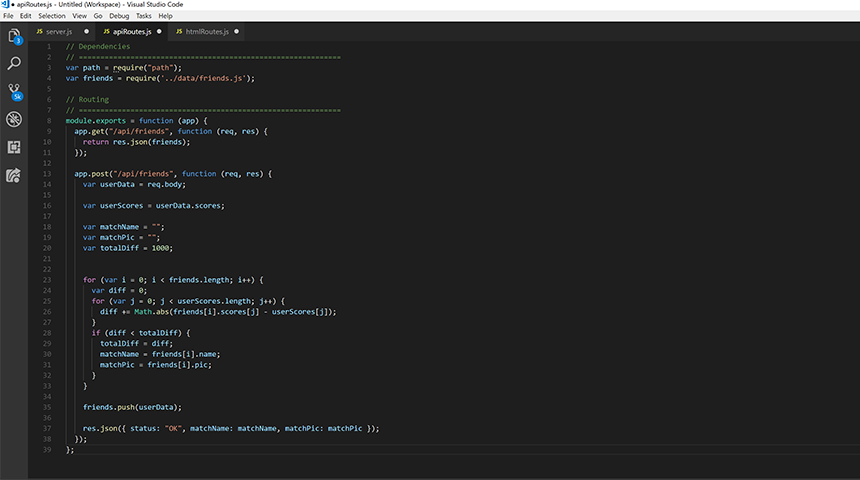 ● apiRoutes.js - Untitled (Workspace) - Visual Studio Code
File Edit Selection View Go Debug Tasks Help
JS server.js ● JS apiRoutes.js ● JS htmlRoutes.js ●
3
5k
1 // Dependencies
2 // =============================================================
3 var path = require("path");
4 var friends = require('../data/friends.js');
5
6 // Routing
7 // =============================================================
8 module.exports = function (app) {
9 app.get("/api/friends", function (req, res) {
10 return res.json(friends);
11 });
12
13 app.post("/api/friends", function (req, res) {
14 var userData = req.body;
15
16 var userScores = userData.scores;
17
18 var matchName = "";
19 var matchPic = "";
20 var totalDiff = 1000;
21
22
23 for (var i = 0; i < friends.length; i++) {
24 var diff = 0;
25 for (var j = 0; j < userScores.length; j++) {
26 diff += Math.abs(friends[i].scores[j] - userScores[j]);
27 }
28 if (diff < totalDiff) {
29 totalDiff = diff;
30 matchName = friends[i].name;
31 matchPic = friends[i].pic;
32 }
33 }
34
35 friends.push(userData);
36
37 res.json({ status: "OK", matchName: matchName, matchPic: matchPic });
38 });
39 };